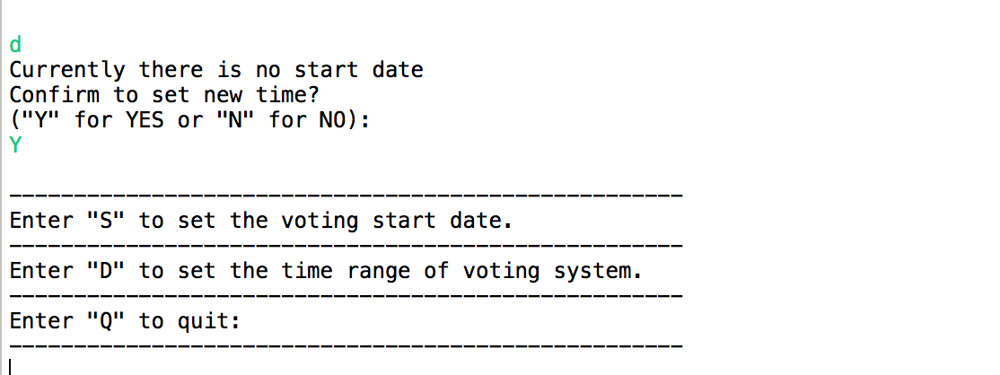 d
Currently there is no start date
Confirm to set new time?
("Y" for YES or "N" for NO):
Y
----------------------------------------------------
Enter "S" to set the voting start date.
----------------------------------------------------
Enter "D" to set the time range of voting system.
----------------------------------------------------
Enter "Q" to quit:
----------------------------------------------------